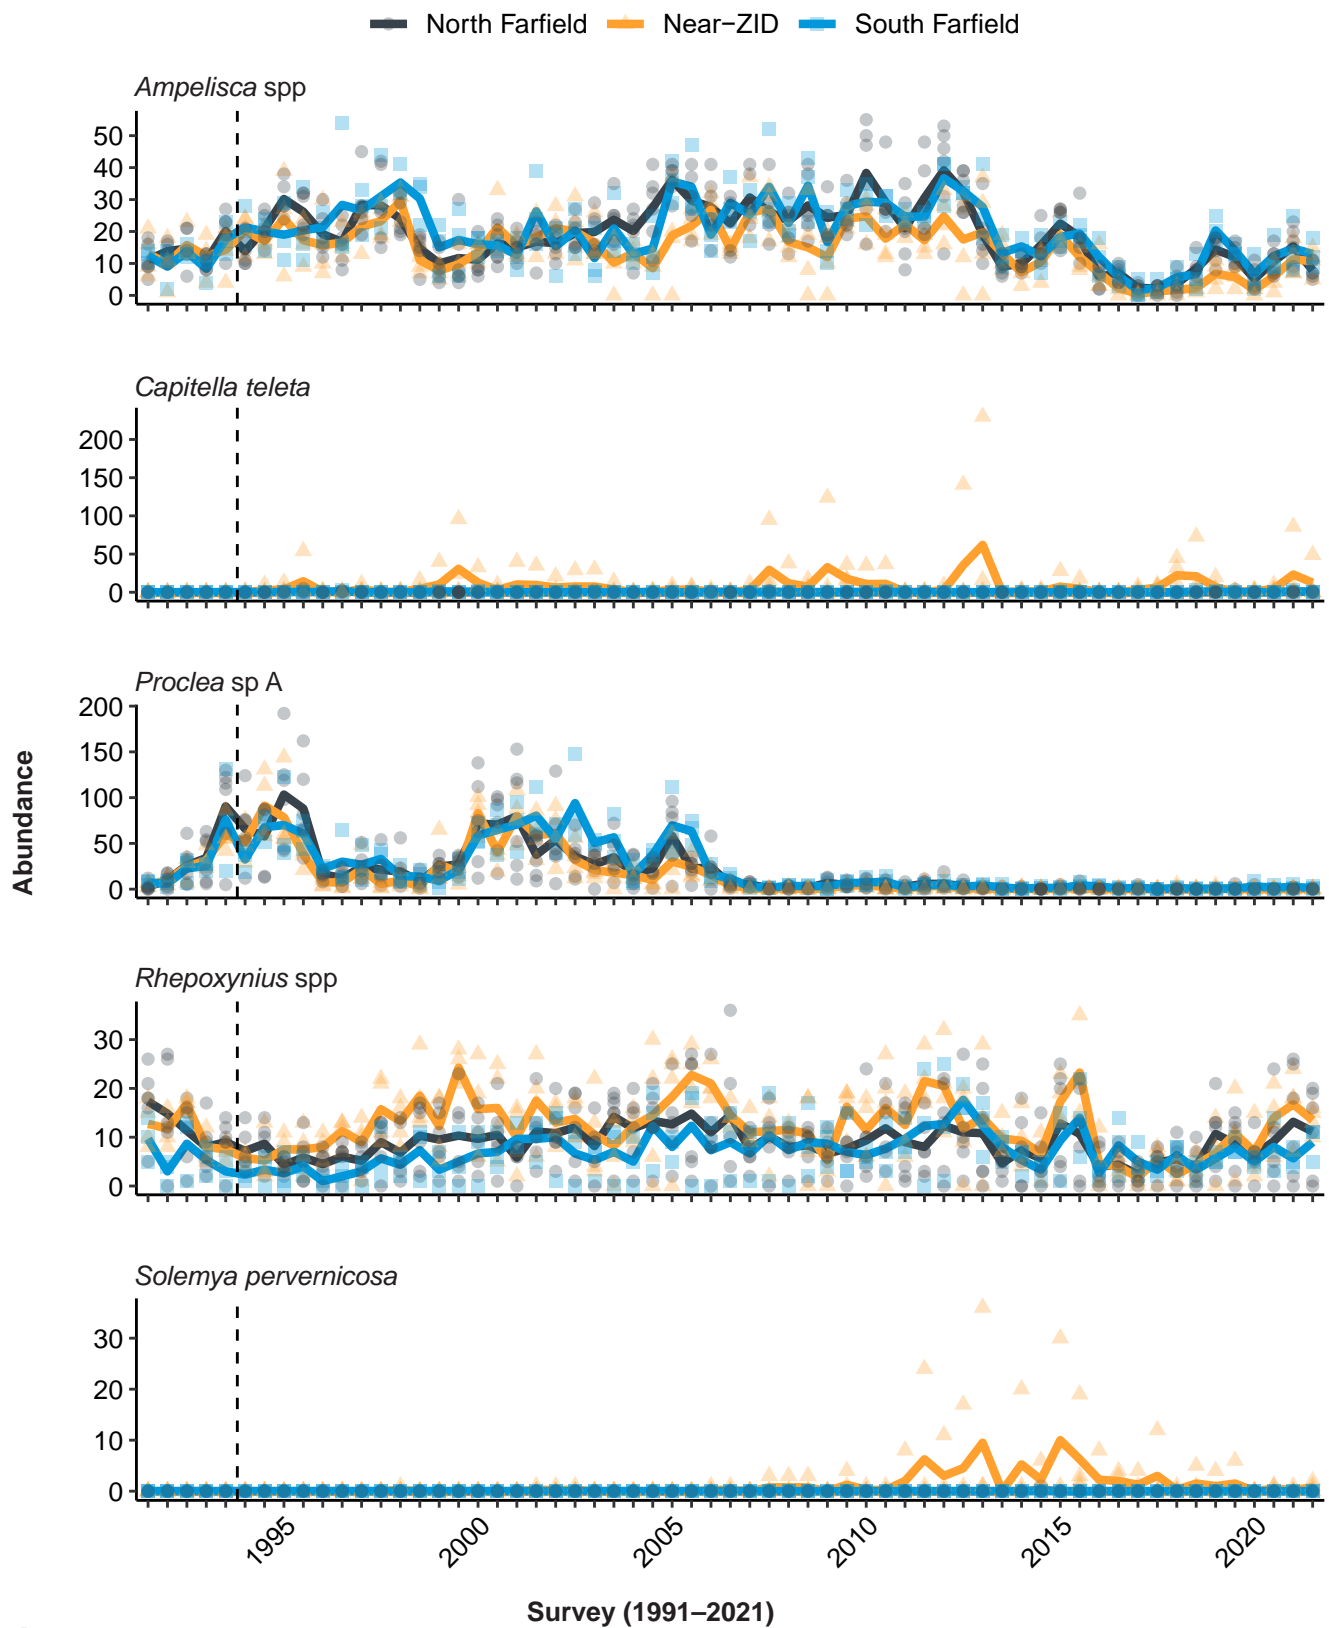 North Farfield Near−ZID South Farfield
Ampelisca spp
50
40
30
20
10
0
Capitella teleta
200
150
100
50
0
Proclea sp A
200
150
100
50
0
Abundance
Rhepoxynius spp
30
20
10
0
Solemya pervernicosa
30
20
10
0
1995 2000 2005 2010 2015 2020
Survey (1991–2021)